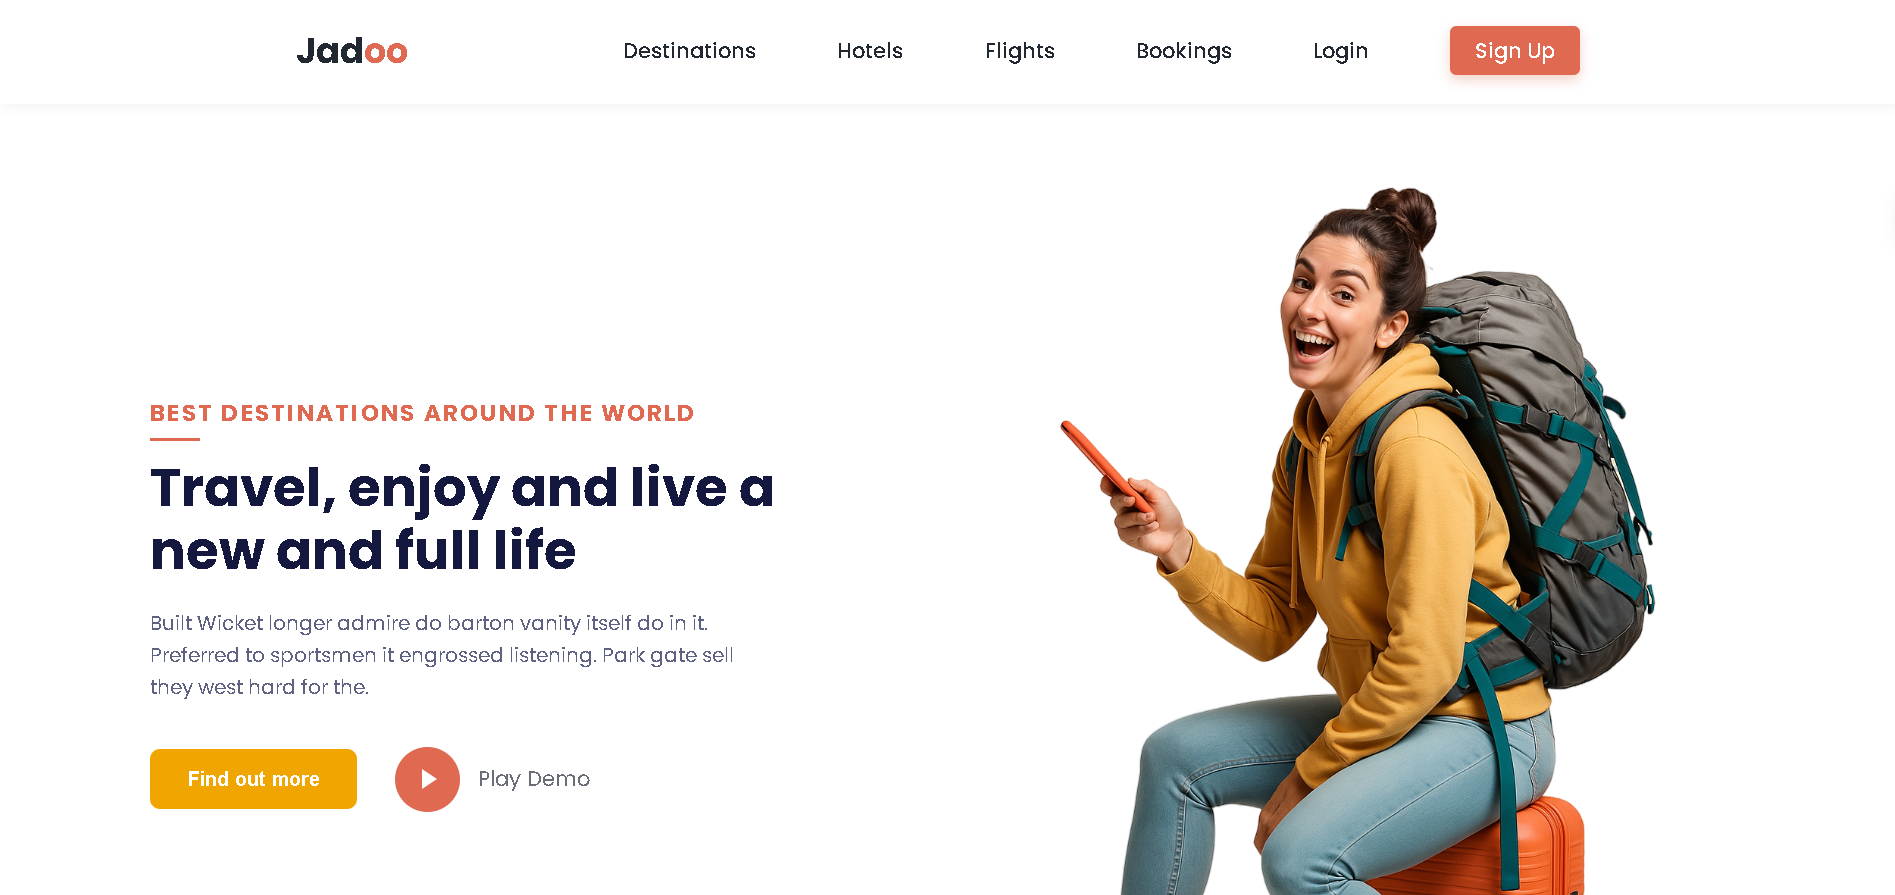 Jadoo
Destinations
Hotels
Flights
Bookings
Login
Sign Up
BEST DESTINATIONS AROUND THE WORLD
Travel, enjoy and live a
new and full life
Built Wicket longer admire do barton vanity itself do in it.
Preferred to sportsmen it engrossed listening. Park gate sell
they west hard for the.
Find out more
Play Demo